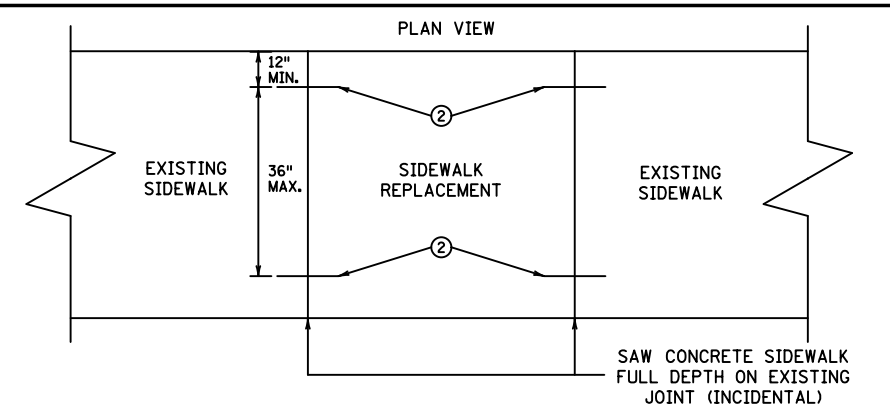 PLAN VIEW
12"
MIN.
2
EXISTING
SIDEWALK
36"
MAX.
SIDEWALK
REPLACEMENT
EXISTING
SIDEWALK
2
SAW CONCRETE SIDEWALK
FULL DEPTH ON EXISTING
JOINT (INCIDENTAL)